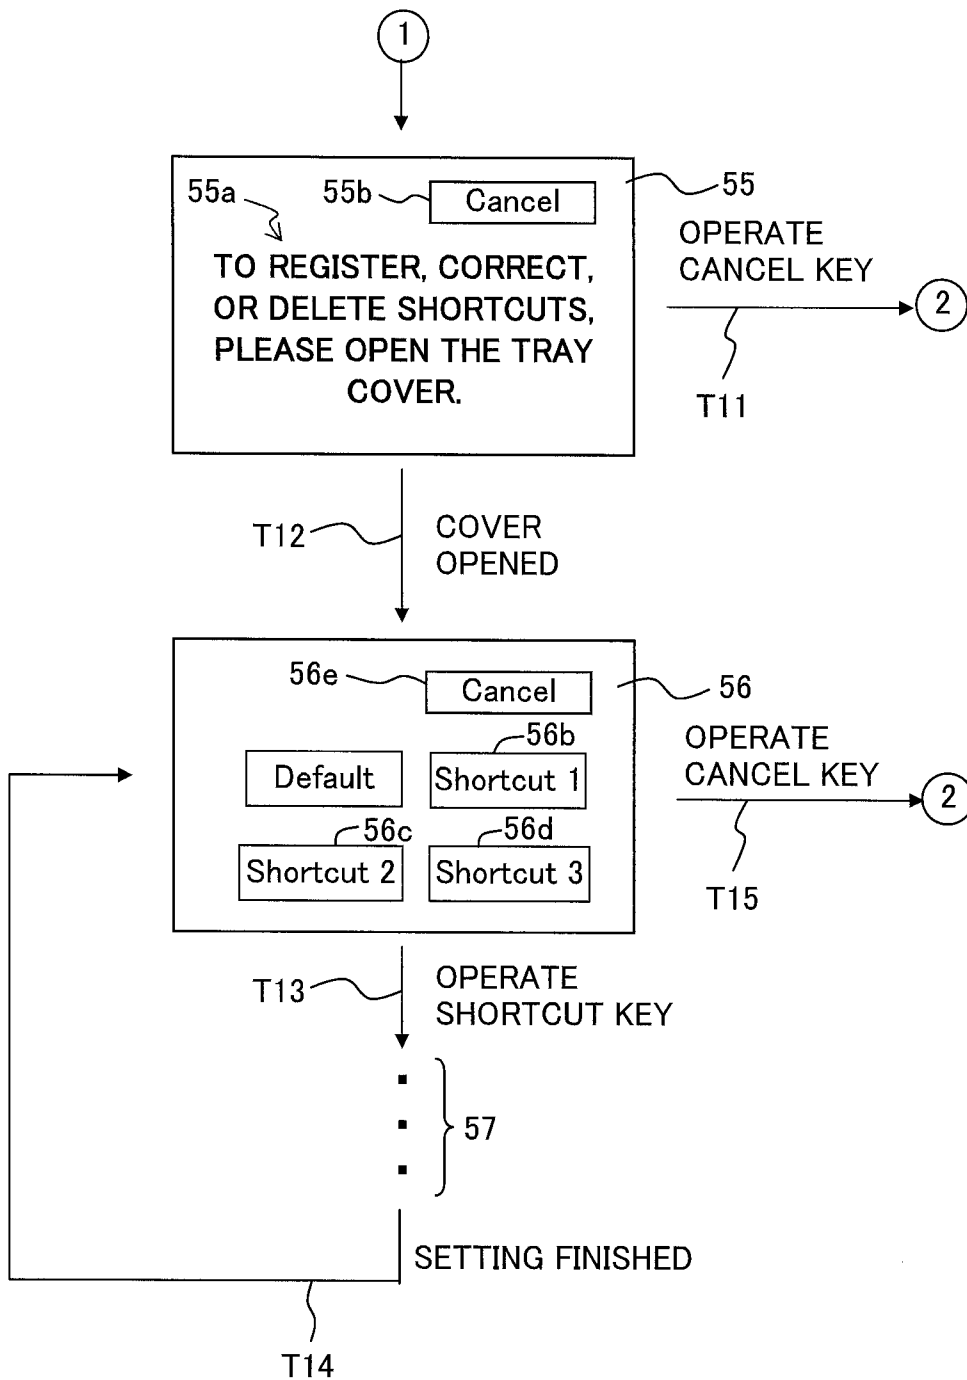 1
55a
55b
Cancel
55
OPERATE
CANCEL KEY
2
TO REGISTER, CORRECT,
OR DELETE SHORTCUTS,
PLEASE OPEN THE TRAY
COVER.
T11
T12
COVER
OPENED
56e
Cancel
56
56b
OPERATE
CANCEL KEY
Default
Shortcut 1
2
56c
56d
Shortcut 2
Shortcut 3
T15
T13
OPERATE
SHORTCUT KEY
57
SETTING FINISHED
T14